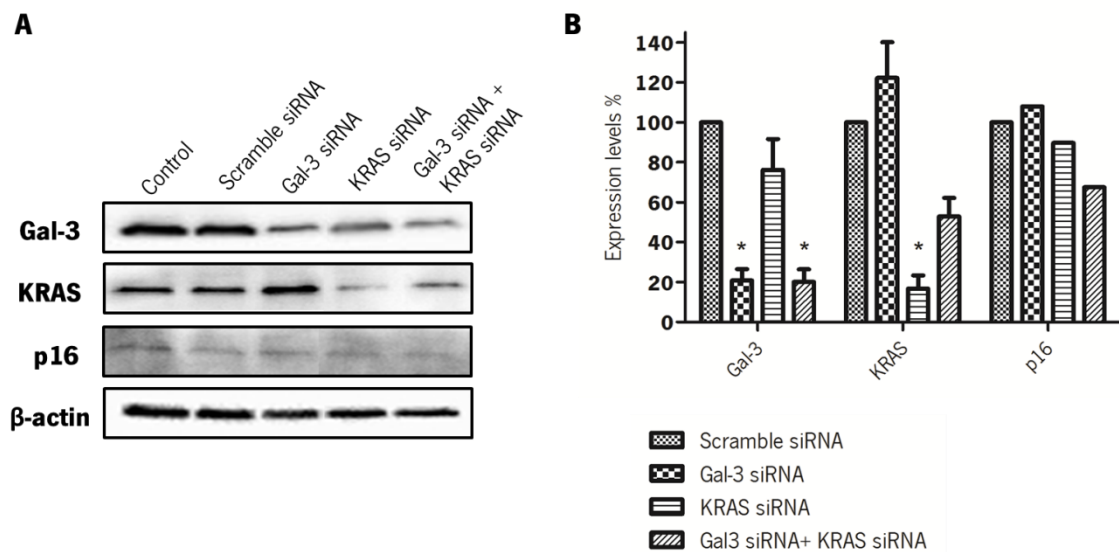 A
Control
Scramble siRNA
Gal-3 siRNA
KRAS siRNA
Gal-3 siRNA +
KRAS siRNA
Gal-3
KRAS
p16
β-actin
B
Expression levels %
140
120
100
80
60
40
20
0
*
*
*
Gal-3
KRAS
p16
Scramble siRNA
Gal-3 siRNA
KRAS siRNA
Gal3 siRNA+ KRAS siRNA